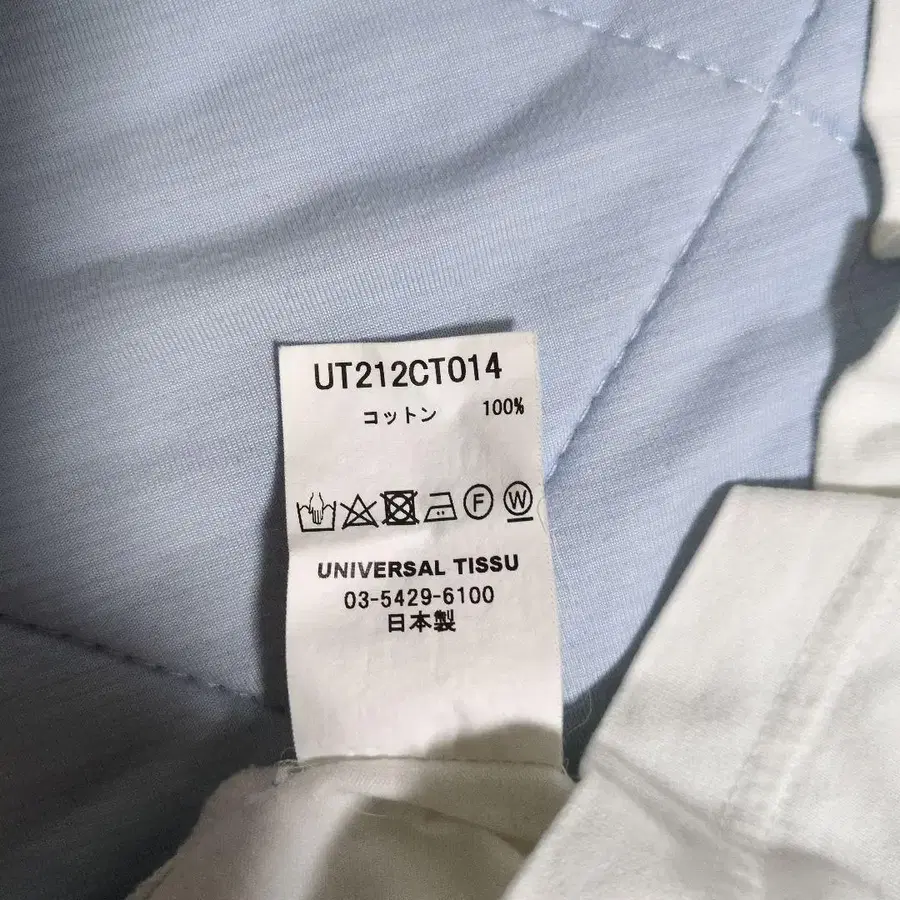 UT212CT014
コットン 100%
F W
UNIVERSAL TISSU
03-5429-6100
日本製